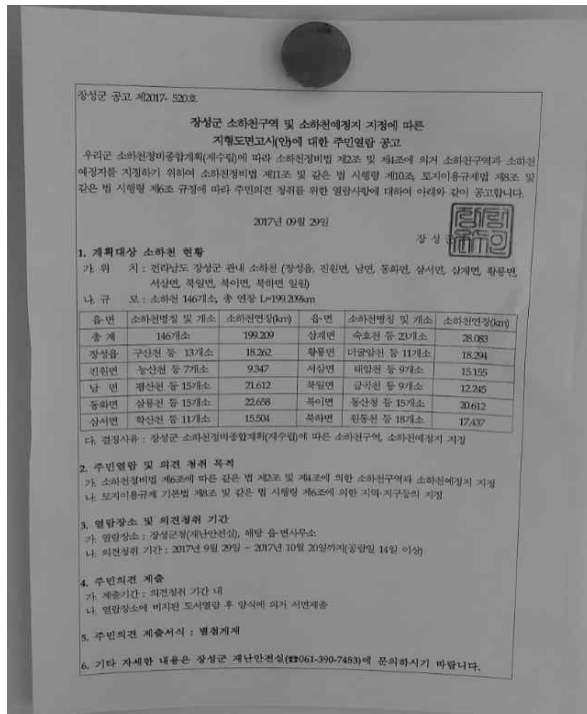 장성군 공고 제2017- 520호
장성군 소하천구역 및 소하천예정지 지정에 따른
지형도면고시(안)에 대한 주민열람 공고
우리군 소하천정비종합계획(재수립)에 따라 소하천정비법 제2조 및 제4조에 의거 소하천구역과 소하천
예정지를 지정하기 위하여 소하천정비법 제11조 및 같은 법 시행령 제10조, 토지이용규제법 제8조 및
같은 법 시행령 제6조 규정에 따라 주민의견 청취를 위한 열람사항에 대하여 아래와 같이 공고합니다.
2017년 09월 29일
장 성 군
1. 계획대상 소하천 현황
가. 위 치 : 전라남도 장성군 관내 소하천 (장성읍, 진원면, 남면, 동화면, 삼서면, 삼계면, 황룡면,
서삼면, 북일면, 북이면, 북하면 일원)
나. 규 모 : 소하천 146개소, 총 연장 L=199.209km
읍·면 소하천명칭 및 개소 소하천연장(km) 읍·면 소하천명칭 및 개소 소하천연장(km)
총 계 146개소 199.209 삼계면 숙호천 등 23개소 28.083
장성읍 구산천 등 13개소 18.262 황룡면 등 11개소 18.294
진원면 농산천 등 7개소 9.347 서삼면 태암천 등 9개소 15.155
남 면 평산천 등 15개소 21.612 북일면 금곡천 등 9개소 12.245
동화면 삼룡천 등 15개소 22.658 북이면 등 15개소 20.612
삼서면 학산천 등 11개소 15.504 북하면 원동천 등 18개소 17.437
다. 결정사유 : 장성군 소하천정비종합계획(재수립)에 따른 소하천구역, 소하천예정지 지정
2. 주민열람 및 의견 청취 목적
가. 소하천정비법 제6조에 따른 같은 법 제2조 및 제4조에 의한 소하천구역과 소하천예정지 지정
나. 토지이용규제 기본법 제8조 및 같은 법 시행령 제6조에 의한 지역·지구등의 지정
3. 열람장소 및 의견청취 기간
가. 열람장소 : 장성군청(재난안전실), 해당 읍·면사무소
나. 의견청취 기간 : 2017년 9월 29일 ~ 2017년 10월 20일까지(공람일 14일 이상)
4. 주민의견 제출
가. 제출기간 : 의견청취 기간 내
나. 열람장소에 비치된 도서열람 후 양식에 의거 서면제출
5. 주민의견 제출서식 : 별첨게재
6. 기타 자세한 내용은 장성군 재난안전실(☎061-390-7483)에 문의하시기 바랍니다.